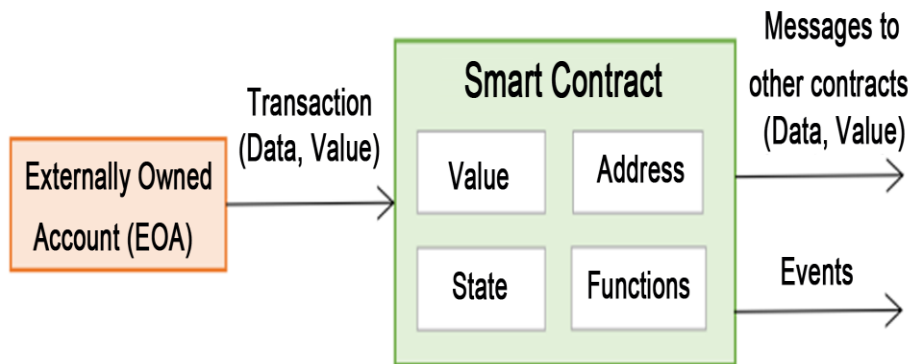 Externally Owned
Account (EOA)
Transaction
(Data, Value)
Smart Contract
Value
Address
State
Functions
Messages to
other contracts
(Data, Value)
Events